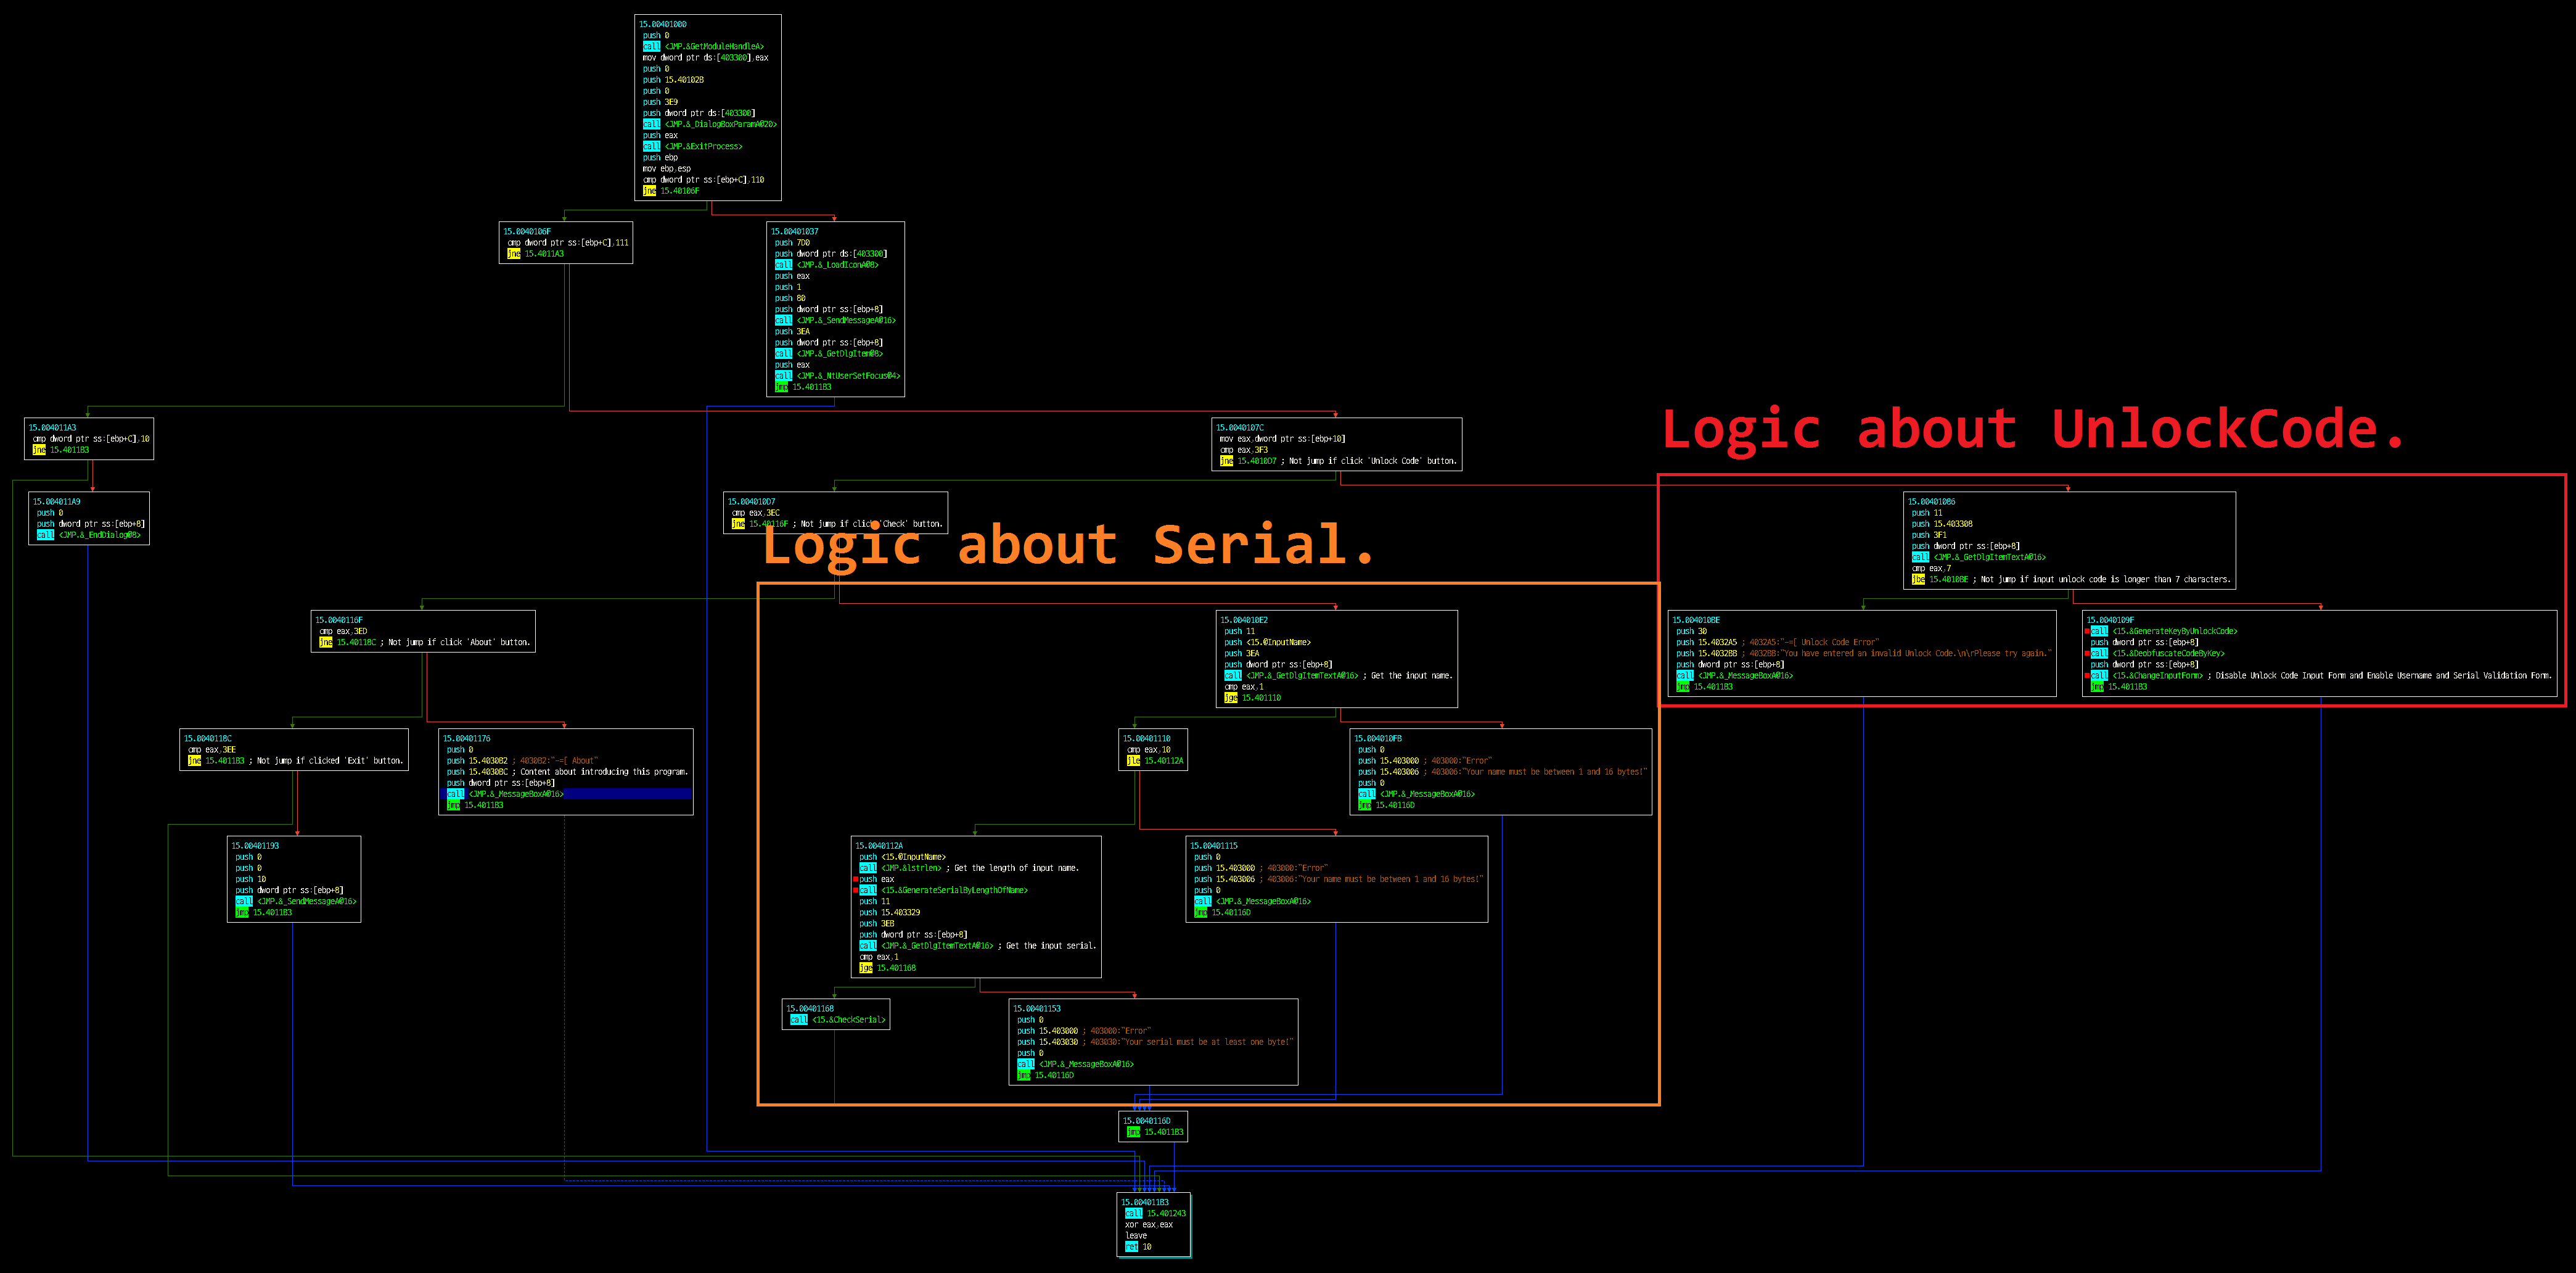 15.00401000
push 0
call <JMP.&GetModuleHandleA>
mov dword ptr ds:[403300],eax
push 0
push 15.40102B
push 0
push 3E9
push dword ptr ds:[403300]
call <JMP.&_DialogBoxParamA@20>
push eax
call <JMP.&ExitProcess>
push ebp
mov ebp,esp
cmp dword ptr ss:[ebp+C],110
jne 15.40106F
15.0040106F
cmp dword ptr ss:[ebp+C],111
jne 15.4011A3
15.00401037
push 7D0
push dword ptr ds:[403300]
call <JMP.&_LoadIconA@8>
push eax
push 1
push 80
push dword ptr ss:[ebp+8]
call <JMP.&_SendMessageA@16>
push 3EA
push dword ptr ss:[ebp+8]
call <JMP.&_GetDlgItem@8>
push eax
call <JMP.&_NtUserSetFocus@4>
jmp 15.4011B3
15.004011A3
cmp dword ptr ss:[ebp+C],10
jne 15.4011B3
15.0040107C
mov eax,dword ptr ss:[ebp+10]
cmp eax,3F3
jne 15.4010D7 ; Not jump if click 'Unlock Code' button.
Logic about UnlockCode.
15.004011A9
push 0
push dword ptr ss:[ebp+8]
call <JMP.&_EndDialog@8>
15.004010D7
cmp eax,3EC
jne 15.40116F ; Not jump if click 'Check' button.
Logic about Serial.
15.00401086
push 11
push 15.403308
push 3F1
push dword ptr ss:[ebp+8]
call <JMP.&_GetDlgItemTextA@16>
cmp eax,7
jbe 15.4010BE ; Not jump if input unlock code is longer than 7 characters.
15.0040116F
cmp eax,3ED
jne 15.40118C ; Not jump if click 'About' button.
15.004010E2
push 11
push <15.@InputName>
push 3EA
push dword ptr ss:[ebp+8]
call <JMP.&_GetDlgItemTextA@16> ; Get the input name.
cmp eax,1
jge 15.401110
15.004010BE
push 30
push 15.4032A5 ; 4032A5:"-=[ Unlock Code Error"
push 15.4032BB ; 4032BB:"You have entered an invalid Unlock Code.\n\rPlease try again."
push dword ptr ss:[ebp+8]
call <JMP.&_MessageBoxA@16>
jmp 15.4011B3
15.0040109F
call <15.&GenerateKeyByUnlockCode>
push dword ptr ss:[ebp+8]
call <15.&DeobfuscateCodeByKey>
push dword ptr ss:[ebp+8]
call <15.&ChangeInputForm> ; Disable Unlock Code Input Form and Enable Username and Serial Validation Form.
jmp 15.4011B3
15.0040118C
cmp eax,3EE
jne 15.4011B3 ; Not jump if clicked 'Exit' button.
15.00401176
push 0
push 15.4030B2 ; 4030B2:"-=[ About"
push 15.4030BC ; Content about introducing this program.
push dword ptr ss:[ebp+8]
call <JMP.&_MessageBoxA@16>
jmp 15.4011B3
15.00401110
cmp eax,10
jle 15.40112A
15.004010FB
push 0
push 15.403000 ; 403000:"Error"
push 15.403006 ; 403006:"Your name must be between 1 and 16 bytes!"
push 0
call <JMP.&_MessageBoxA@16>
jmp 15.40116D
15.00401193
push 0
push 0
push 10
push dword ptr ss:[ebp+8]
call <JMP.&_SendMessageA@16>
jmp 15.4011B3
15.0040112A
push <15.@InputName>
call <JMP.&lstrlen> ; Get the length of input name.
push eax
call <15.&GenerateSerialByLengthOfName>
push 11
push 15.403329
push 3EB
push dword ptr ss:[ebp+8]
call <JMP.&_GetDlgItemTextA@16> ; Get the input serial.
cmp eax,1
jge 15.401168
15.00401115
push 0
push 15.403000 ; 403000:"Error"
push 15.403006 ; 403006:"Your name must be between 1 and 16 bytes!"
push 0
call <JMP.&_MessageBoxA@16>
jmp 15.40116D
15.00401168
call <15.&CheckSerial>
15.00401153
push 0
push 15.403000 ; 403000:"Error"
push 15.403030 ; 403030:"Your serial must be at least one byte!"
push 0
call <JMP.&_MessageBoxA@16>
jmp 15.40116D
15.0040116D
jmp 15.4011B3
15.004011B3
call 15.401243
xor eax,eax
leave
ret 10